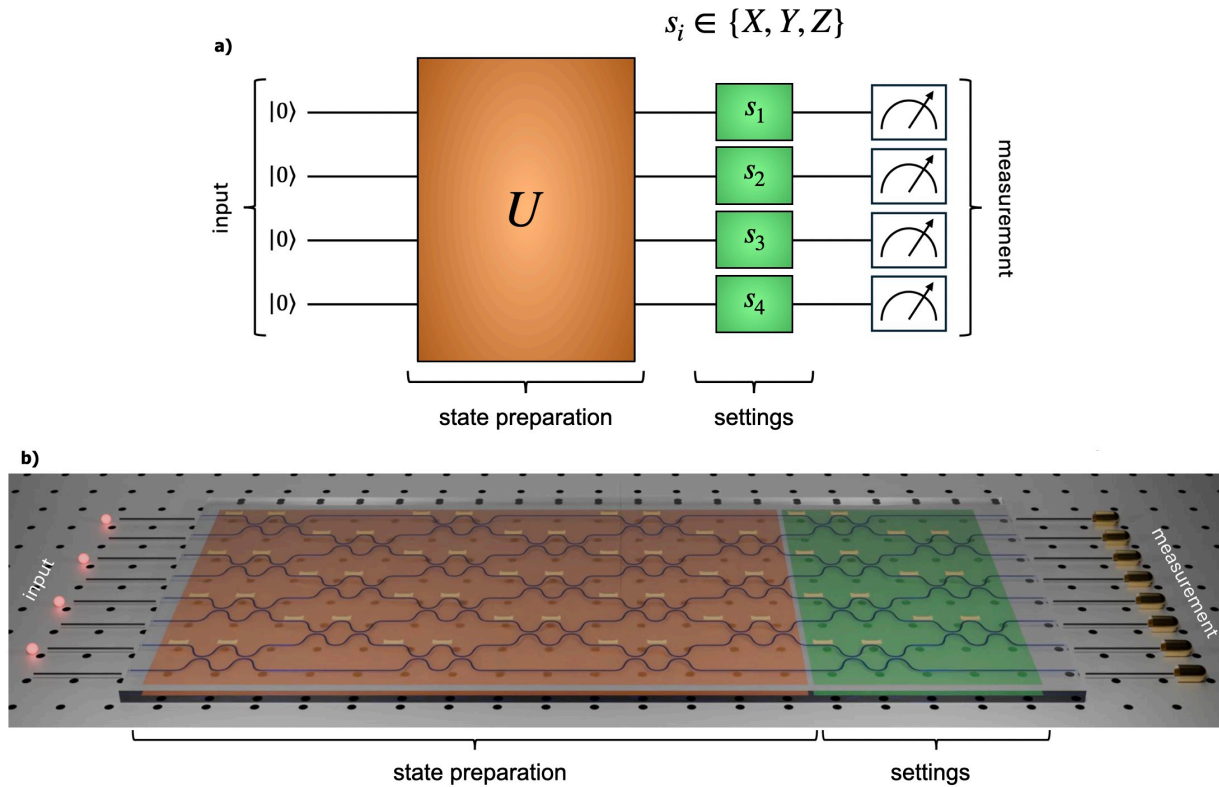 s_i ∈ {X, Y, Z}
a)
input
|0⟩
|0⟩
|0⟩
|0⟩
U
s_1
s_2
s_3
s_4
measurement
state preparation
settings
b)
input
measurement
state preparation
settings